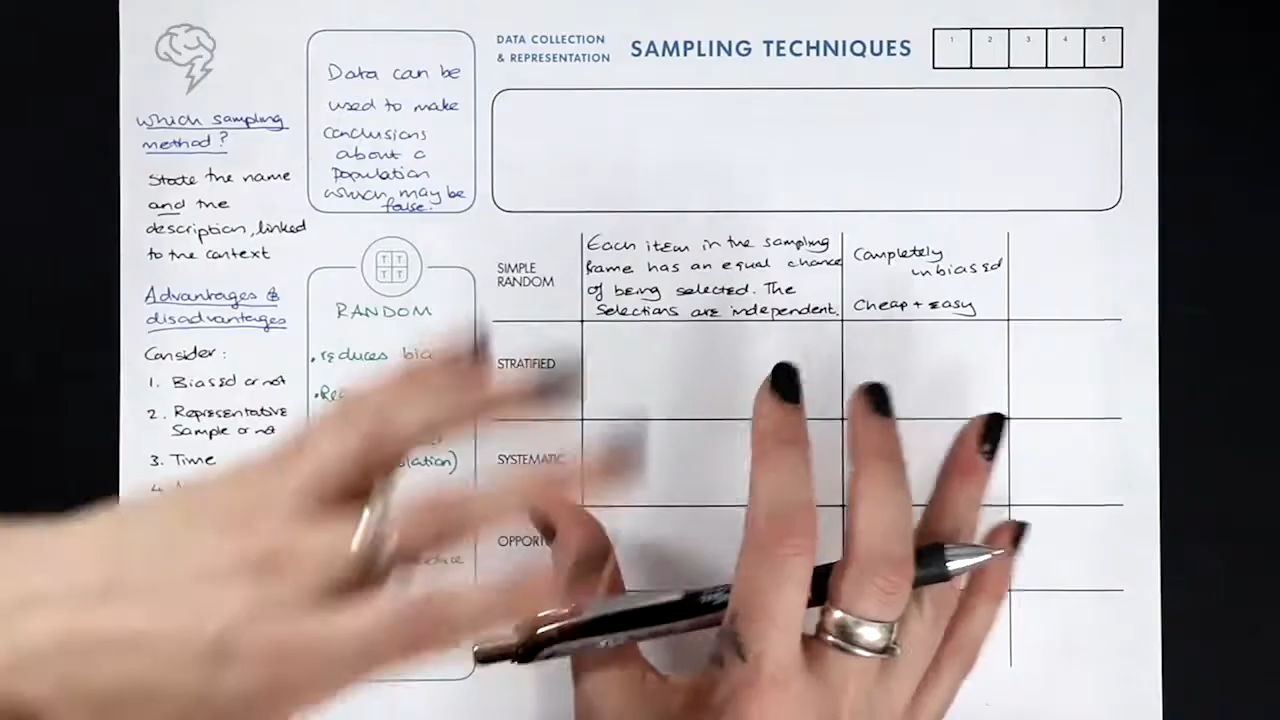 which sampling
method?
State the name
and the
description, linked
to the context
Advantages &
disadvantages
Consider:
1. Biased or not
2. Representative
Sample or not
3. Time
Data can be
used to make
conclusions
about a
population
which may be
false.
T T
T T
RANDOM
. reduces
DATA COLLECTION
& REPRESENTATION
SAMPLING TECHNIQUES
1 2 3 4 5
SIMPLE
RANDOM
Each item in the sampling
frame has an equal chance
of being selected. The
Selections are independent.
Completely
unbiased
Cheap + Easy
STRATIFIED
SYSTEMATIC